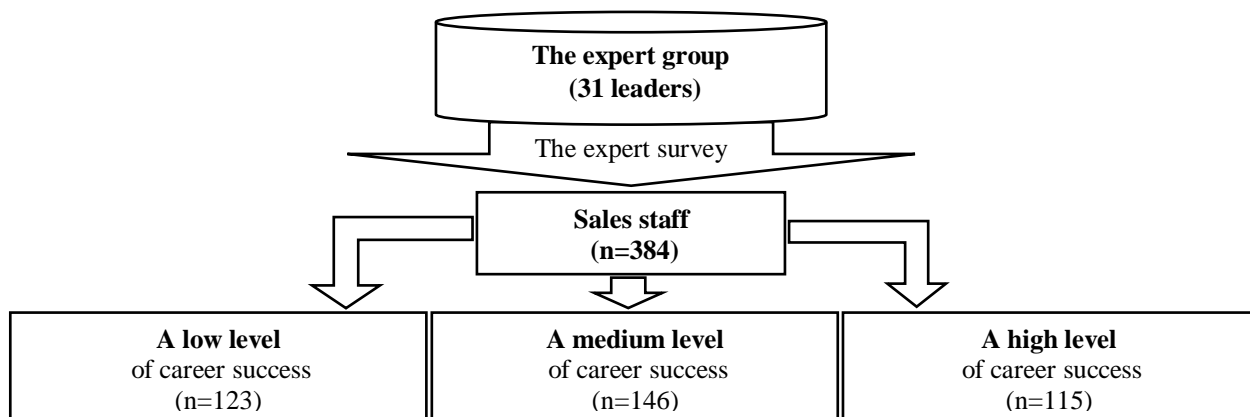 The expert group
(31 leaders)
The expert survey
Sales staff
(n=384)
A low level
of career success
(n=123)
A medium level
of career success
(n=146)
A high level
of career success
(n=115)